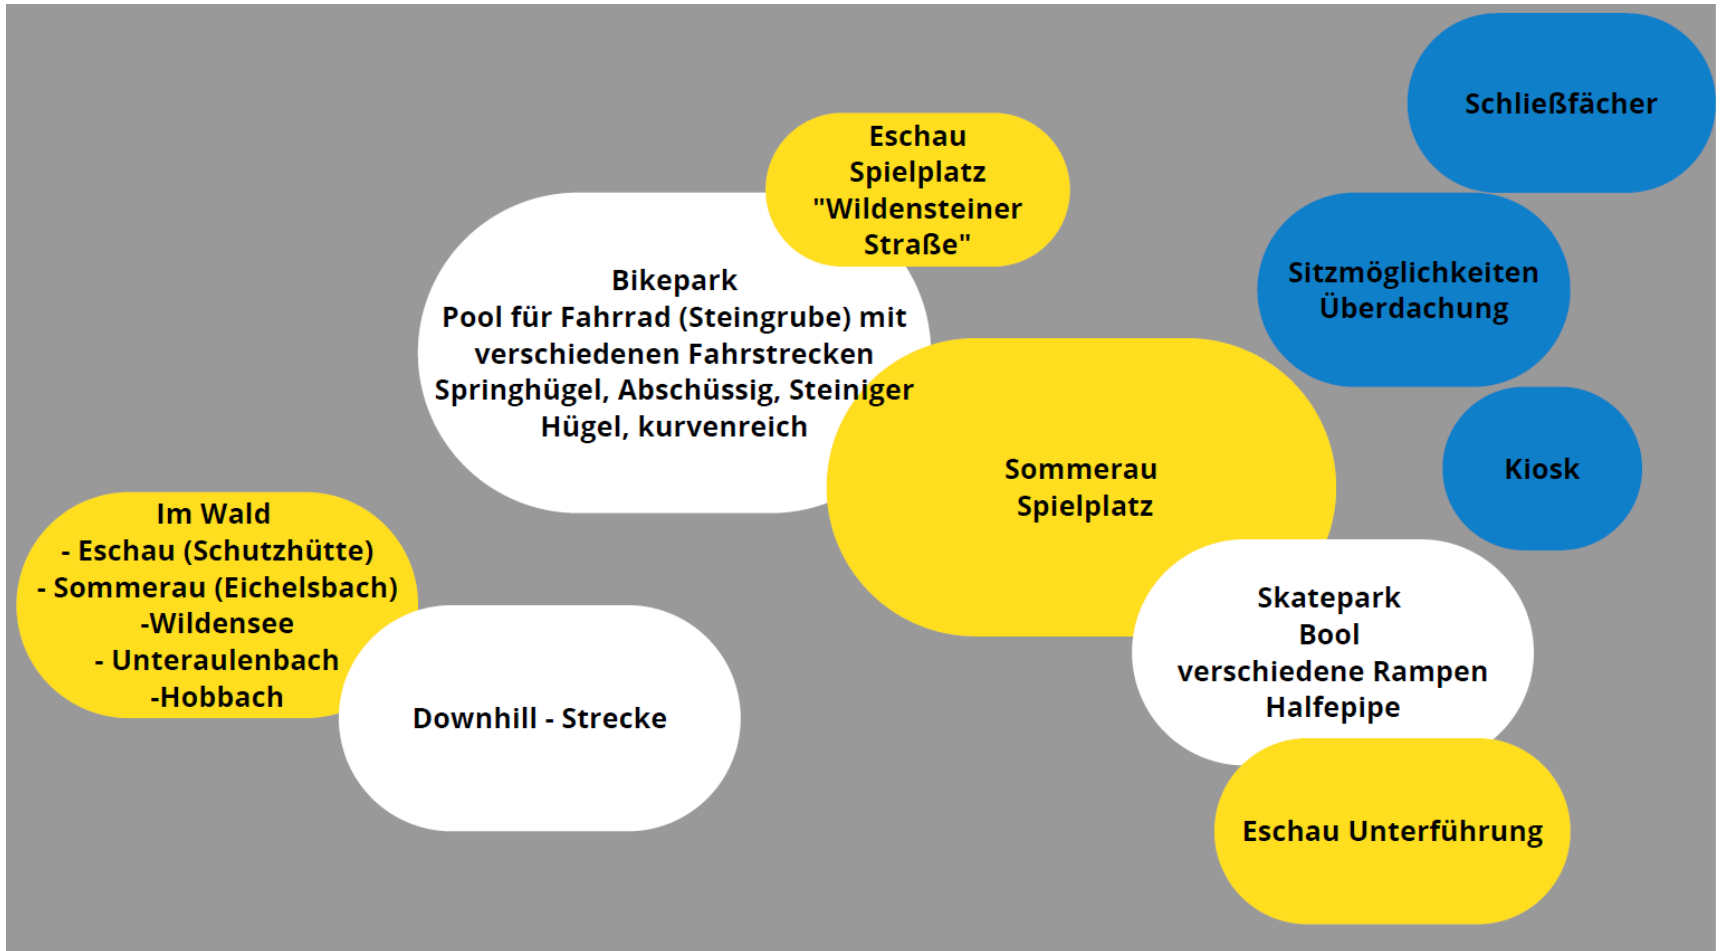 Schließfächer
Eschau
Spielplatz
"Wildensteiner
Straße"
Sitzmöglichkeiten
Überdachung
Bikepark
Pool für Fahrrad (Steingrube) mit
verschiedenen Fahrstrecken
Springhügel, Abschüssig, Steiniger
Hügel, kurvenreich
Sommerau
Spielplatz
Kiosk
Im Wald
- Eschau (Schutzhütte)
- Sommerau (Eichelsbach)
-Wildensee
- Unteraulenbach
-Hobbach
Downhill - Strecke
Skatepark
Bool
verschiedene Rampen
Halfepipe
Eschau Unterführung